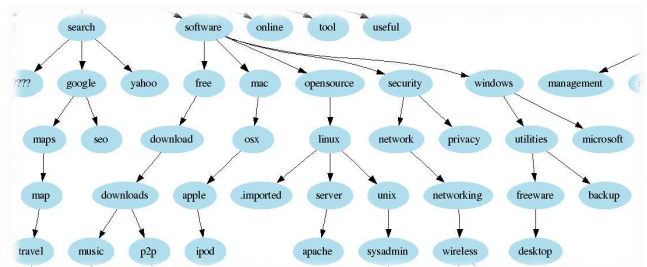 search software online tool useful
???? google yahoo free mac opensource security windows management
maps seo download osx linux network privacy utilities microsoft
map downloads apple .imported server unix networking freeware backup
travel music p2p ipod apache sysadmin wireless desktop